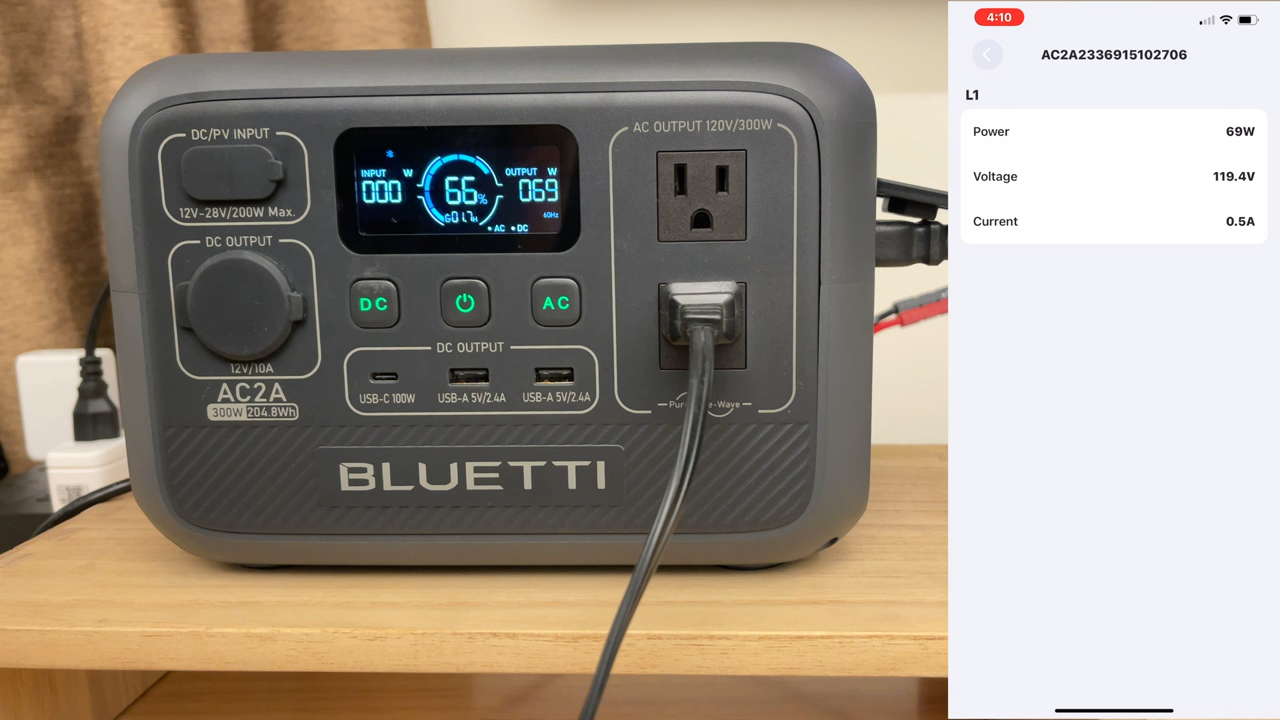 DC/PV INPUT
12V-28V/200W Max.
DC OUTPUT
12V/10A
AC2A
300W 204.8Wh
INPUT W
000
66%
OUTPUT W
069
60Hz
01.7H
AC DC
DC
AC
DC OUTPUT
USB-C 100W
USB-A 5V/2.4A
USB-A 5V/2.4A
AC OUTPUT 120V/300W
BLUETTI
4:10
AC2A2336915102706
L1
Power 69W
Voltage 119.4V
Current 0.5A